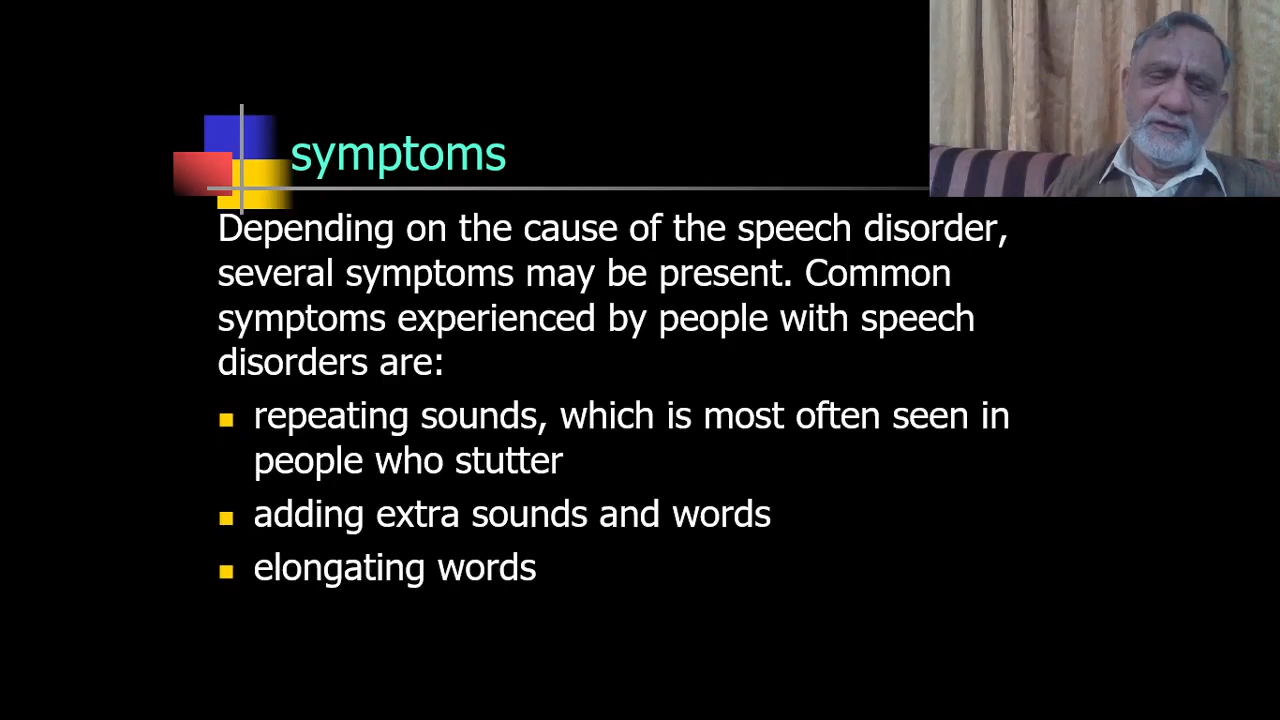 symptoms
Depending on the cause of the speech disorder,
several symptoms may be present. Common
symptoms experienced by people with speech
disorders are:
repeating sounds, which is most often seen in
people who stutter
adding extra sounds and words
elongating words